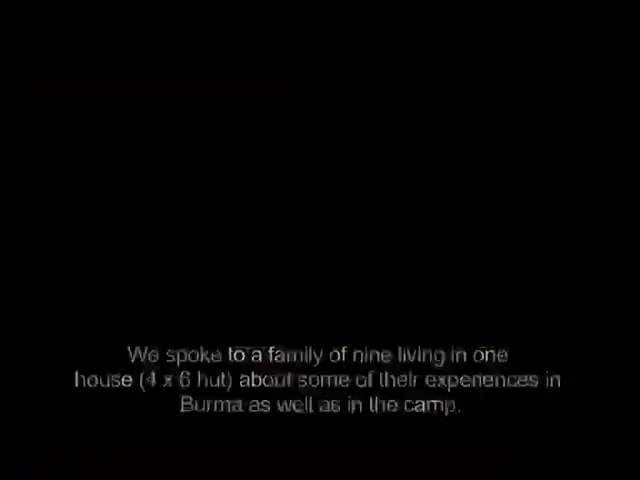 We spoke to a family of nine living in one
house (4 x 6 hut) about some of their experiences in
Burma as well as in the camp.